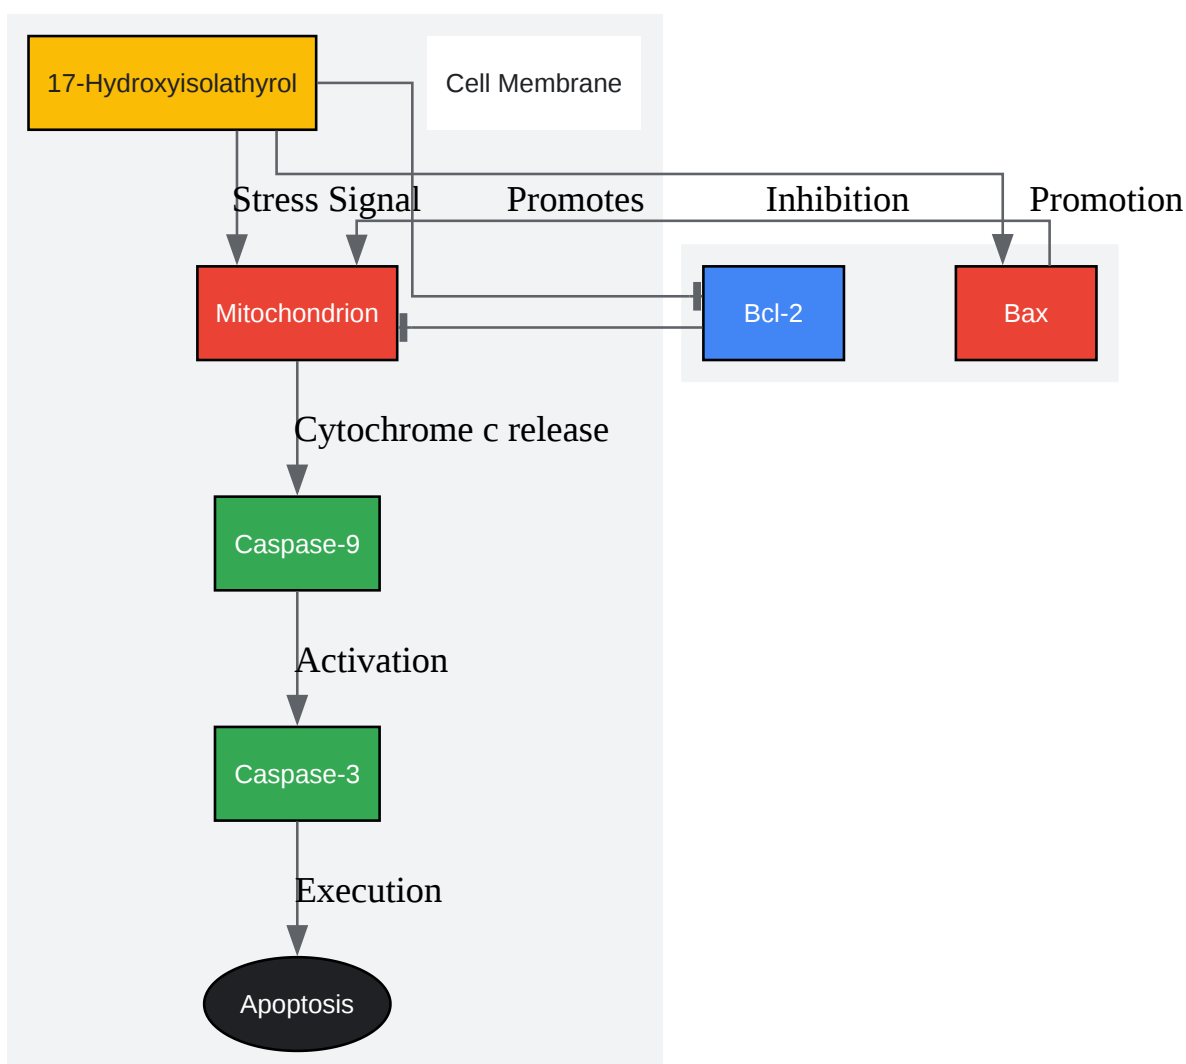 17-Hydroxyisolathyrol
Cell Membrane
Stress Signal
Promotes
Inhibition
Promotion
Mitochondrion
Bcl-2
Bax
Cytochrome c release
Caspase-9
Activation
Caspase-3
Execution
Apoptosis